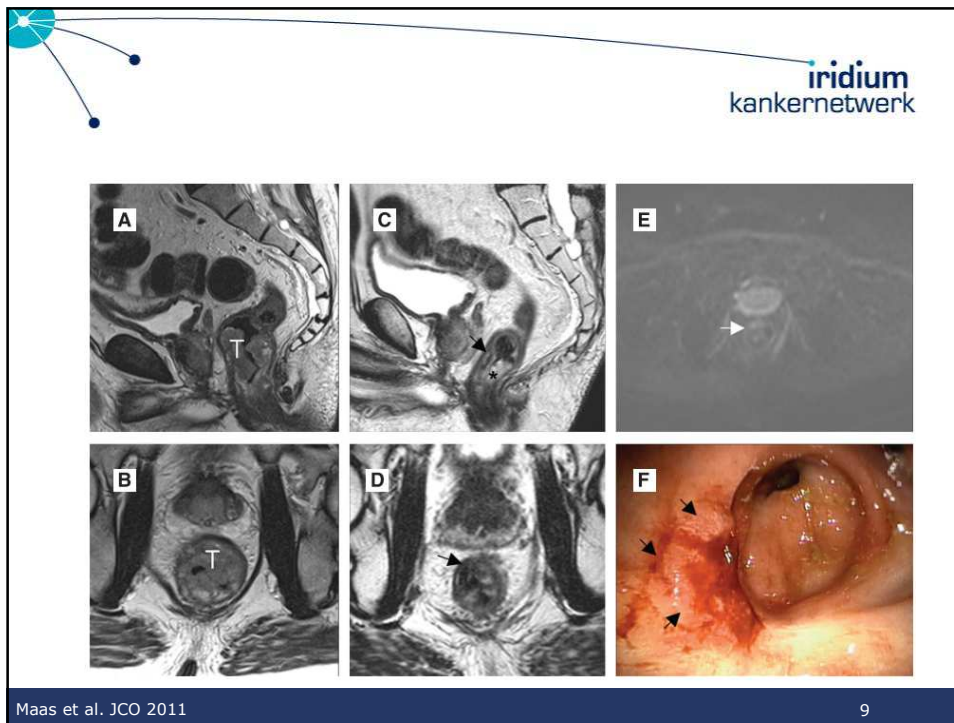 iridium
kankernetwerk
A
C
E
T
*
B
D
F
T
Maas et al. JCO 2011
9